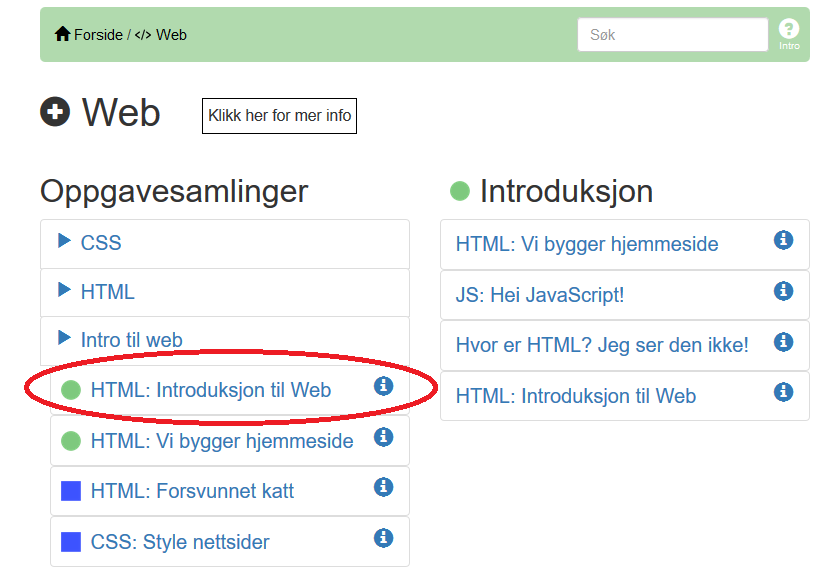 Forside / </> Web
Søk
Intro
Web
Klikk her for mer info
Oppgavesamlinger
CSS
HTML
Intro til web
HTML: Introduksjon til Web
HTML: Vi bygger hjemmeside
HTML: Forsvunnet katt
CSS: Style nettsider
Introduksjon
HTML: Vi bygger hjemmeside
JS: Hei JavaScript!
Hvor er HTML? Jeg ser den ikke!
HTML: Introduksjon til Web